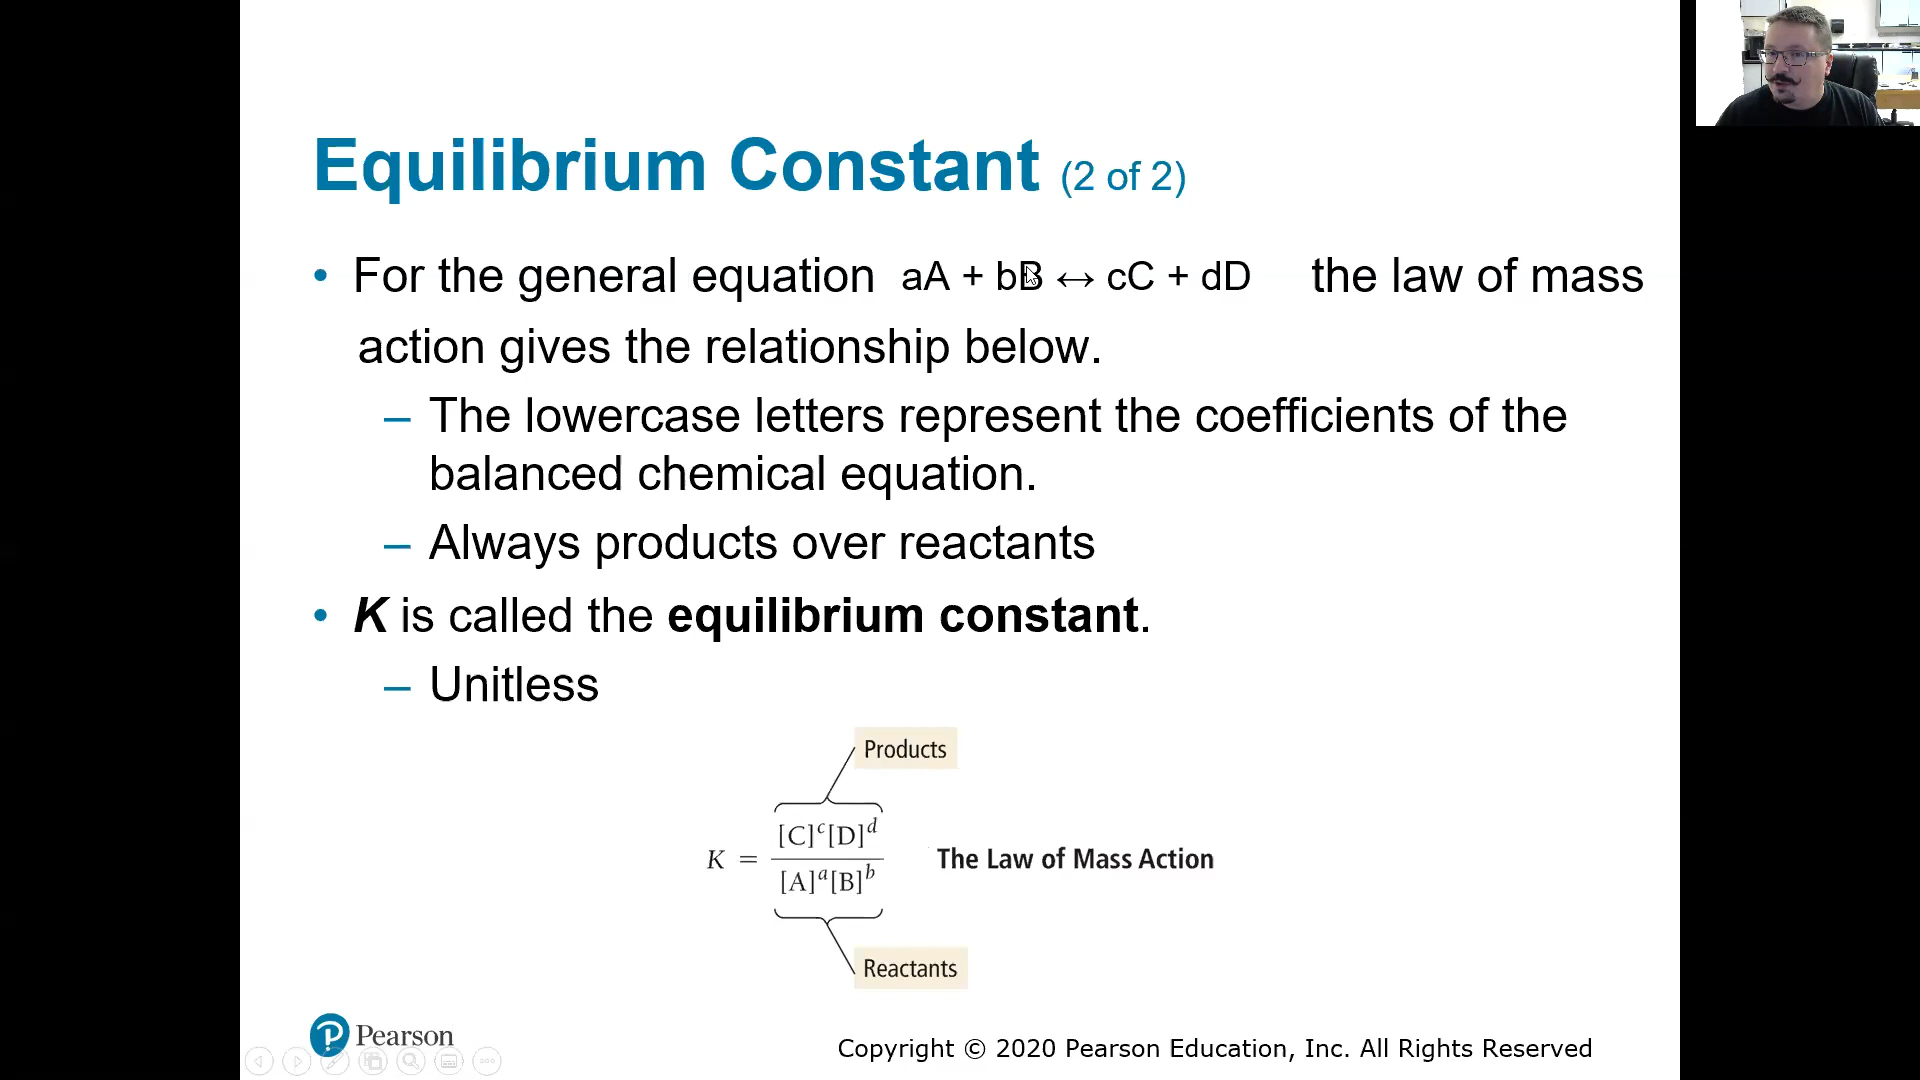 Equilibrium Constant (2 of 2)
• For the general equation aA + bB ↔ cC + dD the law of mass
action gives the relationship below.
– The lowercase letters represent the coefficients of the
balanced chemical equation.
– Always products over reactants
• K is called the equilibrium constant.
– Unitless
Products
K = [C]^c[D]^d / [A]^a[B]^b The Law of Mass Action
Reactants
P Pearson
Copyright © 2020 Pearson Education, Inc. All Rights Reserved